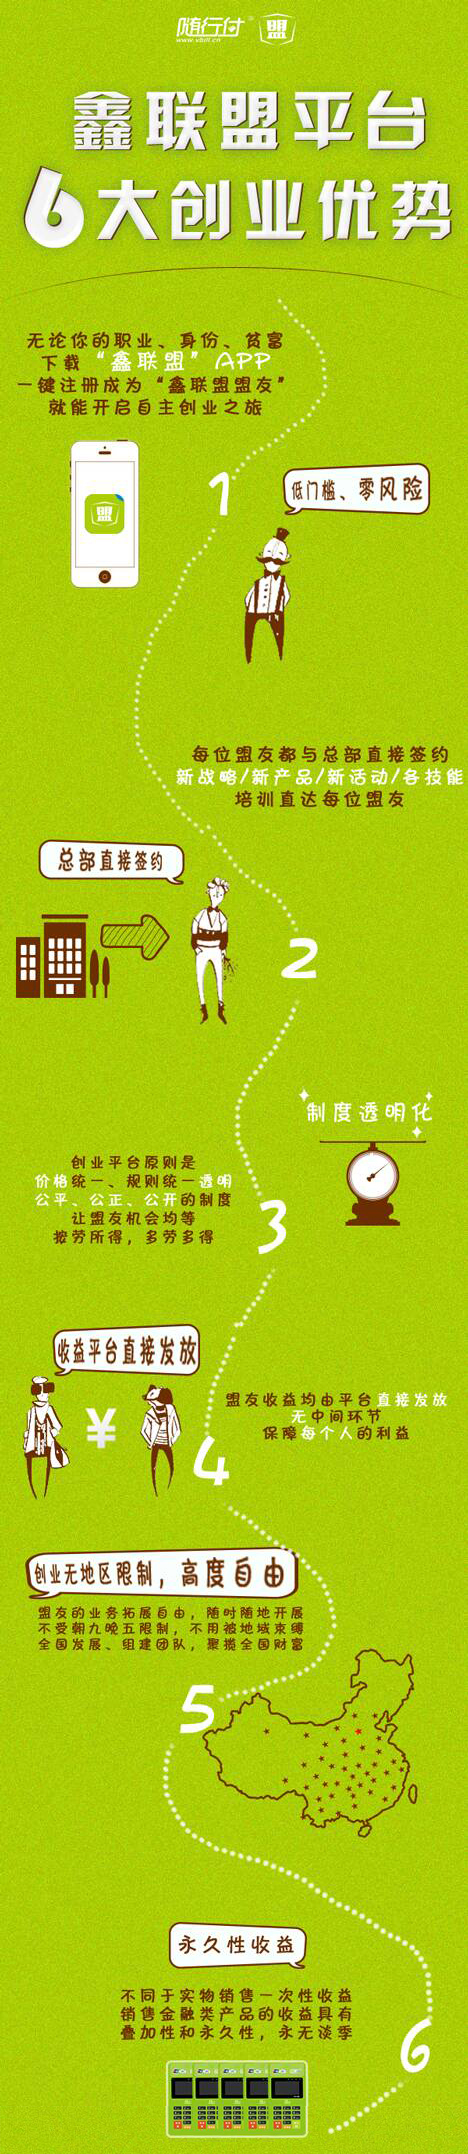 随行付
www.vbill.cn
盟
鑫联盟平台
6大创业优势
无论你的职业、身份、贫富
下载“鑫联盟”APP
一键注册成为“鑫联盟盟友”
就能开启自主创业之旅
盟
1
低门槛、零风险
每位盟友都与总部直接签约
新战略/新产品/新活动/各技能
培训直达每位盟友
总部直接签约
2
制度透明化
创业平台原则是
价格统一、规则统一透明
公平、公正、公开的制度
让盟友机会均等
按劳所得，多劳多得
3
收益平台直接发放
¥
盟友收益均由平台直接发放
无中间环节
保障每个人的利益
4
创业无地区限制，高度自由
盟友的业务拓展自由，随时随地开展
不受朝九晚五限制，不用被地域束缚
全国发展、组建团队，聚揽全国财富
5
永久性收益
不同于实物销售一次性收益
销售金融类产品的收益具有
叠加性和永久性，永无淡季
6